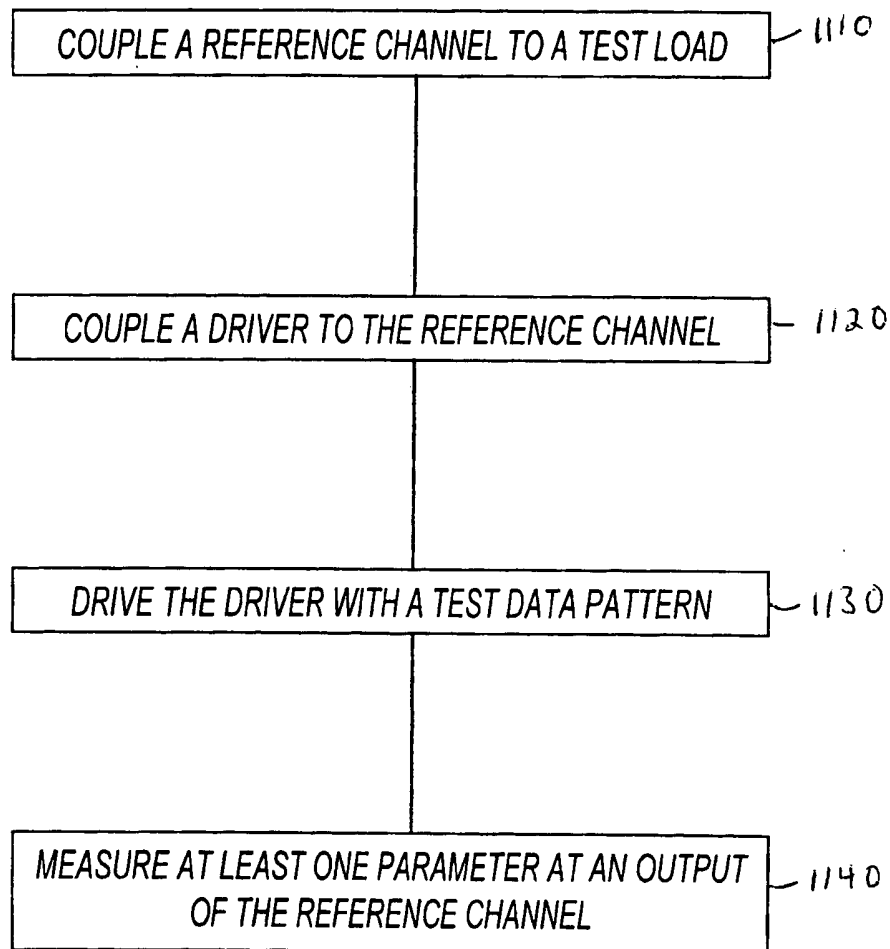 COUPLE A REFERENCE CHANNEL TO A TEST LOAD
1110
COUPLE A DRIVER TO THE REFERENCE CHANNEL
1120
DRIVE THE DRIVER WITH A TEST DATA PATTERN
1130
MEASURE AT LEAST ONE PARAMETER AT AN OUTPUT
OF THE REFERENCE CHANNEL
1140